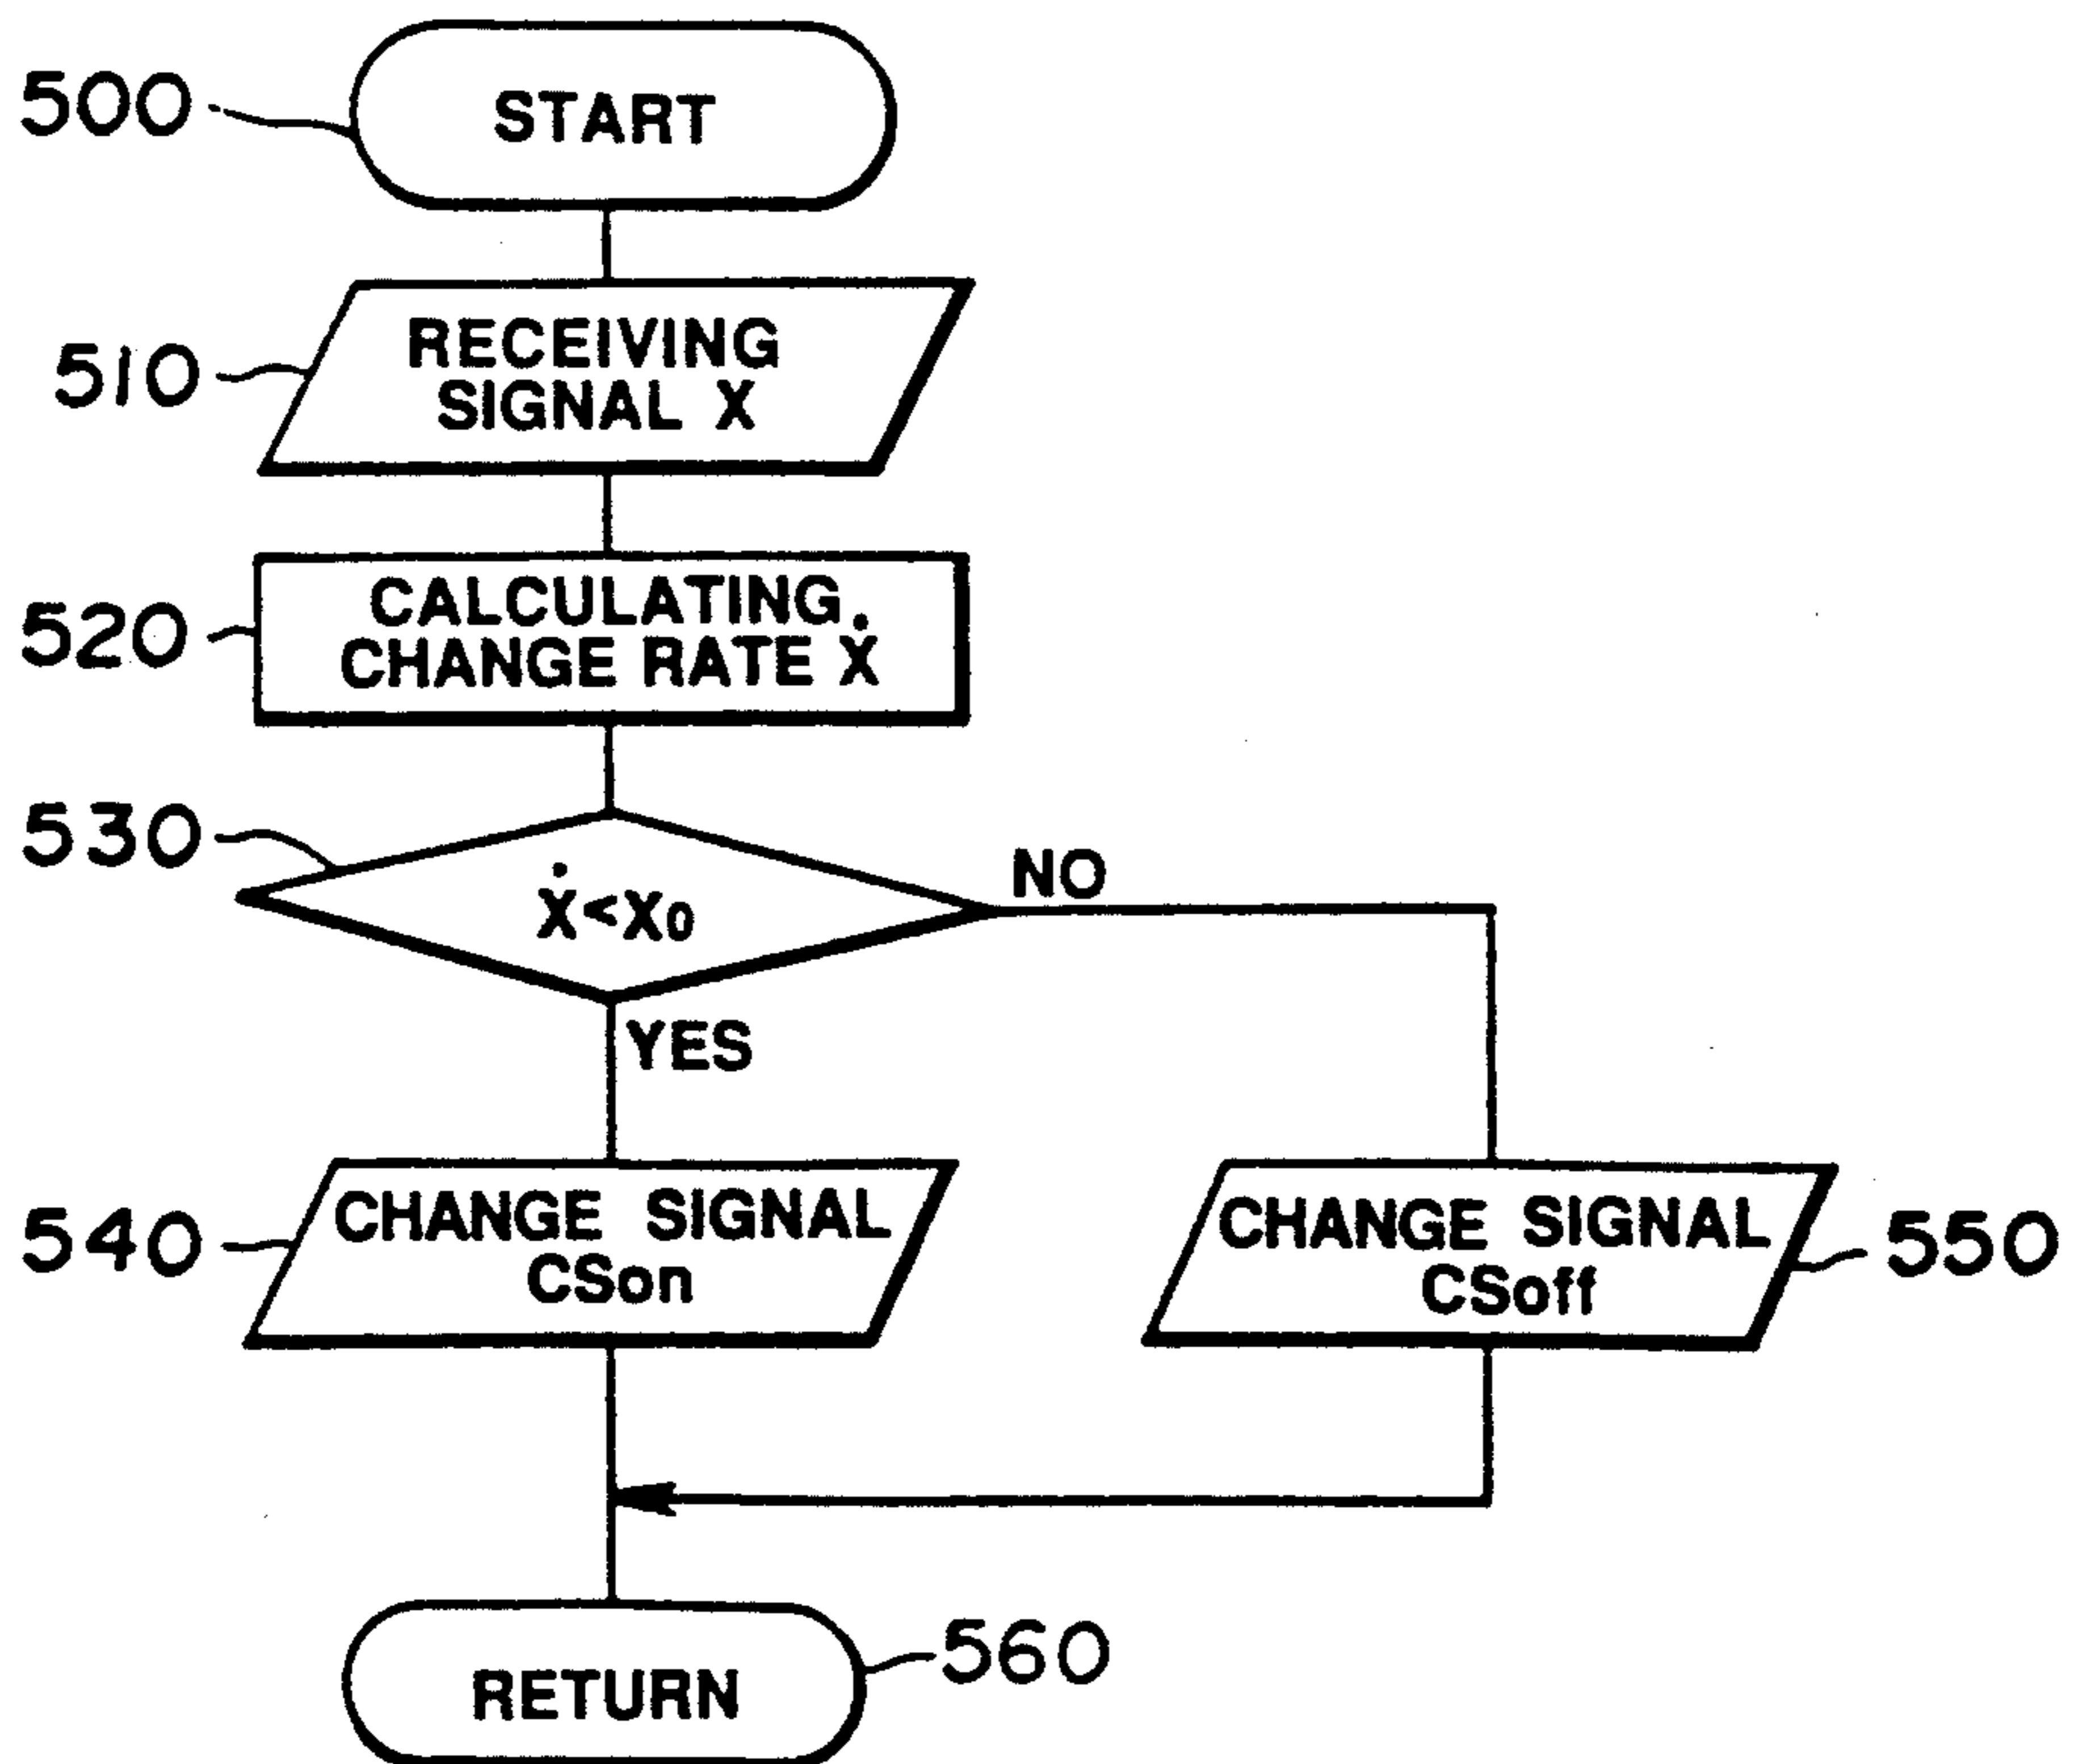 500
START
510
RECEIVING
SIGNAL X
520
CALCULATING
CHANGE RATE Ẋ
530
Ẋ<X₀
NO
YES
540
CHANGE SIGNAL
CSon
CHANGE SIGNAL
CSoff
550
RETURN
560